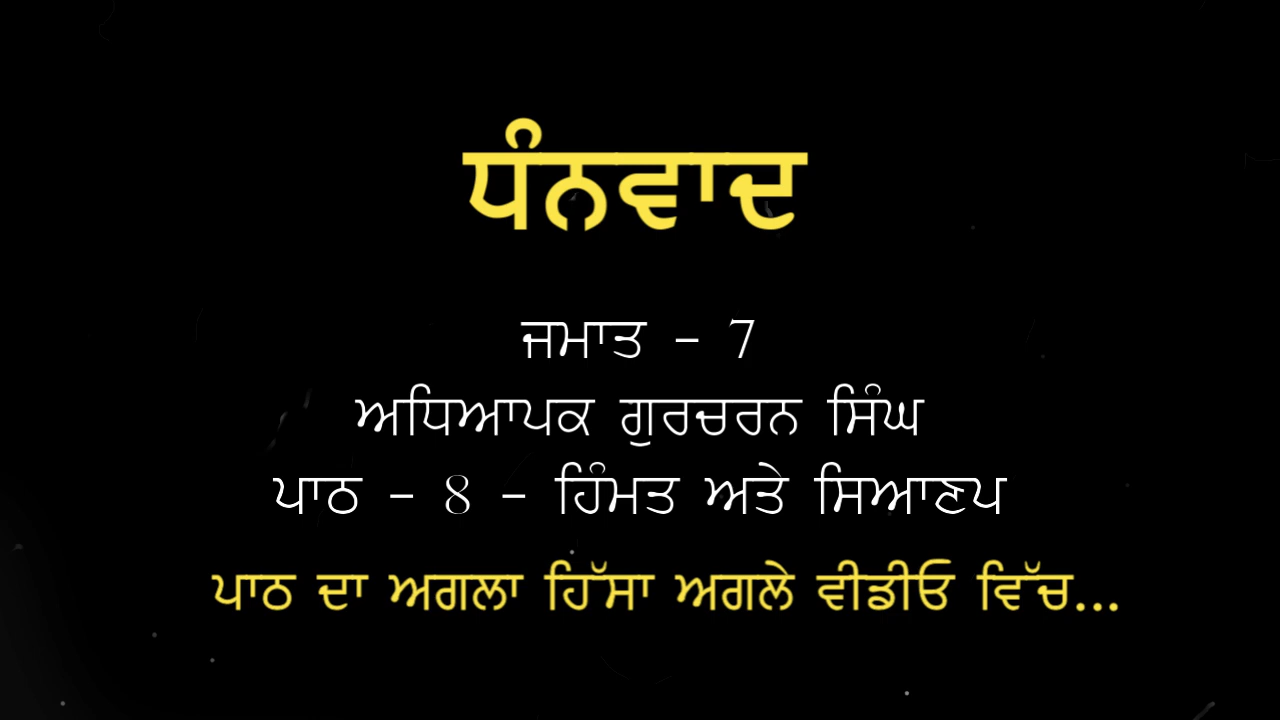 ਧੰਨਵਾਦ
ਜਮਾਤ - 7
ਅਧਿਆਪਕ ਗੁਰਚਰਨ ਸਿੰਘ
ਪਾਠ - 8 - ਹਿੰਮਤ ਅਤੇ ਸਿਆਣਪ
ਪਾਠ ਦਾ ਅਗਲਾ ਹਿੱਸਾ ਅਗਲੇ ਵੀਡੀਓ ਵਿੱਚ...